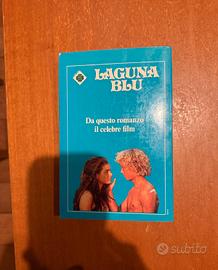 LAGUNA
BLU
Da questo romanzo
il celebre film
subito